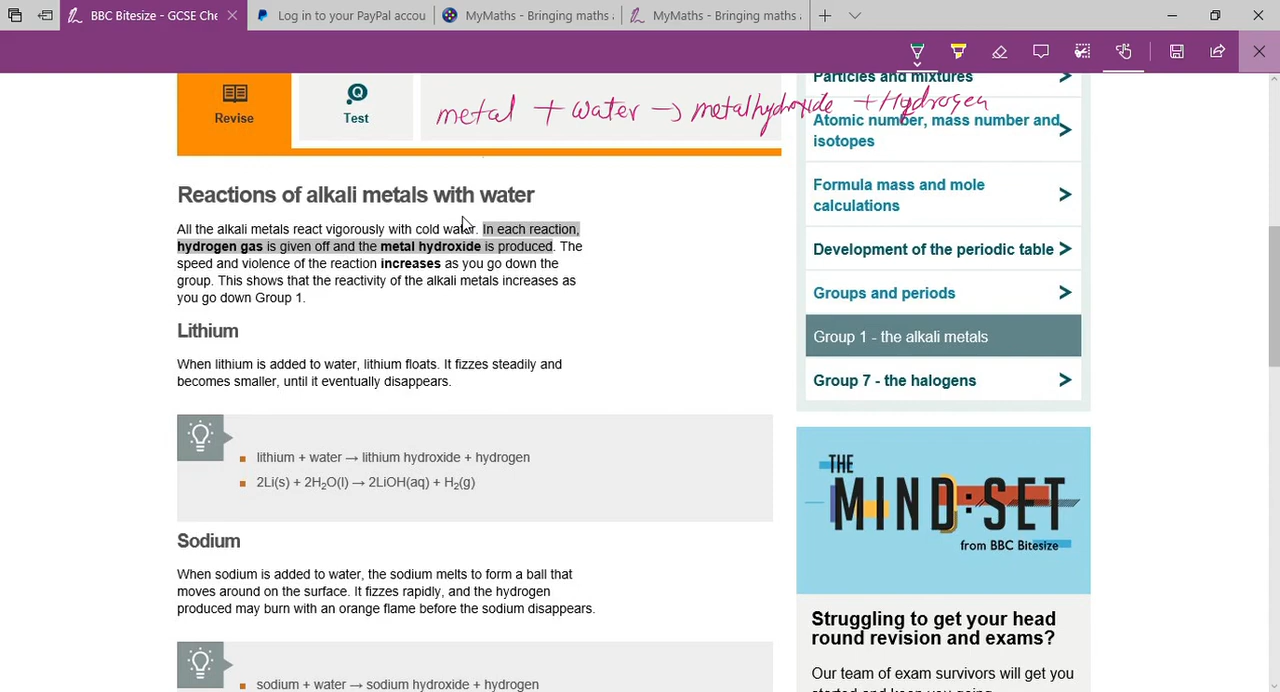 BBC Bitesize - GCSE Che
Log in to your PayPal accou
MyMaths - Bringing maths a
MyMaths - Bringing maths a
Revise
Test
metal + water → metalhydroxide + Hydrogen
Particles and mixtures
Atomic number, mass number and
isotopes
Formula mass and mole
calculations
Development of the periodic table
Groups and periods
Group 1 - the alkali metals
Group 7 - the halogens
Reactions of alkali metals with water
All the alkali metals react vigorously with cold water. In each reaction,
hydrogen gas is given off and the metal hydroxide is produced. The
speed and violence of the reaction increases as you go down the
group. This shows that the reactivity of the alkali metals increases as
you go down Group 1.
Lithium
When lithium is added to water, lithium floats. It fizzes steadily and
becomes smaller, until it eventually disappears.
lithium + water → lithium hydroxide + hydrogen
2Li(s) + 2H₂O(l) → 2LiOH(aq) + H₂(g)
Sodium
When sodium is added to water, the sodium melts to form a ball that
moves around on the surface. It fizzes rapidly, and the hydrogen
produced may burn with an orange flame before the sodium disappears.
sodium + water → sodium hydroxide + hydrogen
THE
MIND·SET
from BBC Bitesize
Struggling to get your head
round revision and exams?
Our team of exam survivors will get you
started and keep you going